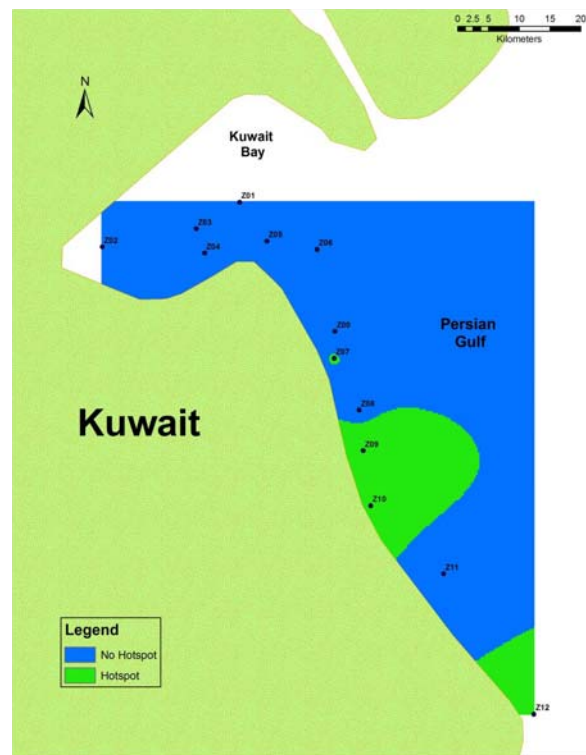 0 2.5 5 10 15 20
Kilometers
N
Kuwait
Bay
Z01
Z03
Z02
Z05
Z04
Z06
Z00
Persian
Gulf
Z07
Z08
Kuwait
Z09
Z10
Z11
Legend
No Hotspot
Hotspot
Z12